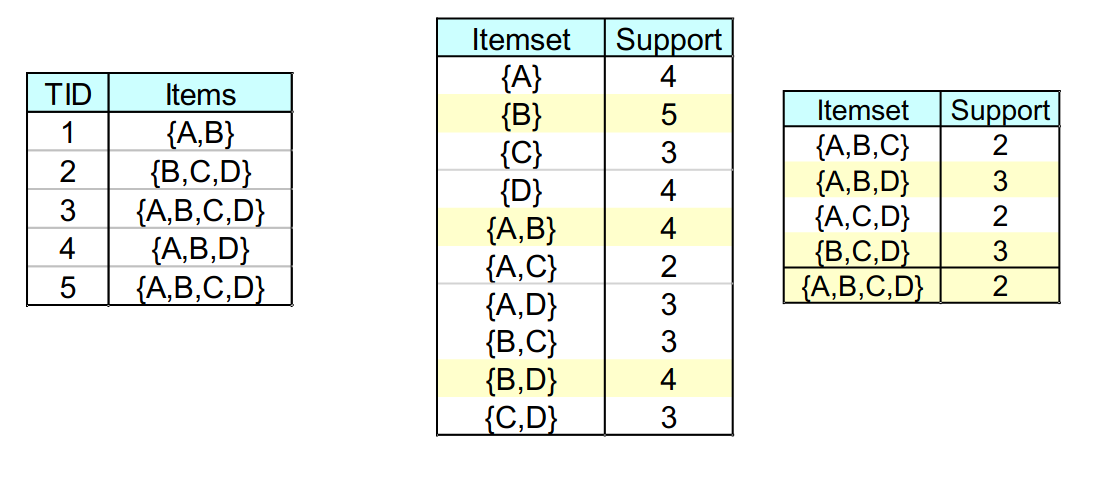 TID Items
1 {A,B}
2 {B,C,D}
3 {A,B,C,D}
4 {A,B,D}
5 {A,B,C,D}
Itemset Support
{A} 4
{B} 5
{C} 3
{D} 4
{A,B} 4
{A,C} 2
{A,D} 3
{B,C} 3
{B,D} 4
{C,D} 3
Itemset Support
{A,B,C} 2
{A,B,D} 3
{A,C,D} 2
{B,C,D} 3
{A,B,C,D} 2